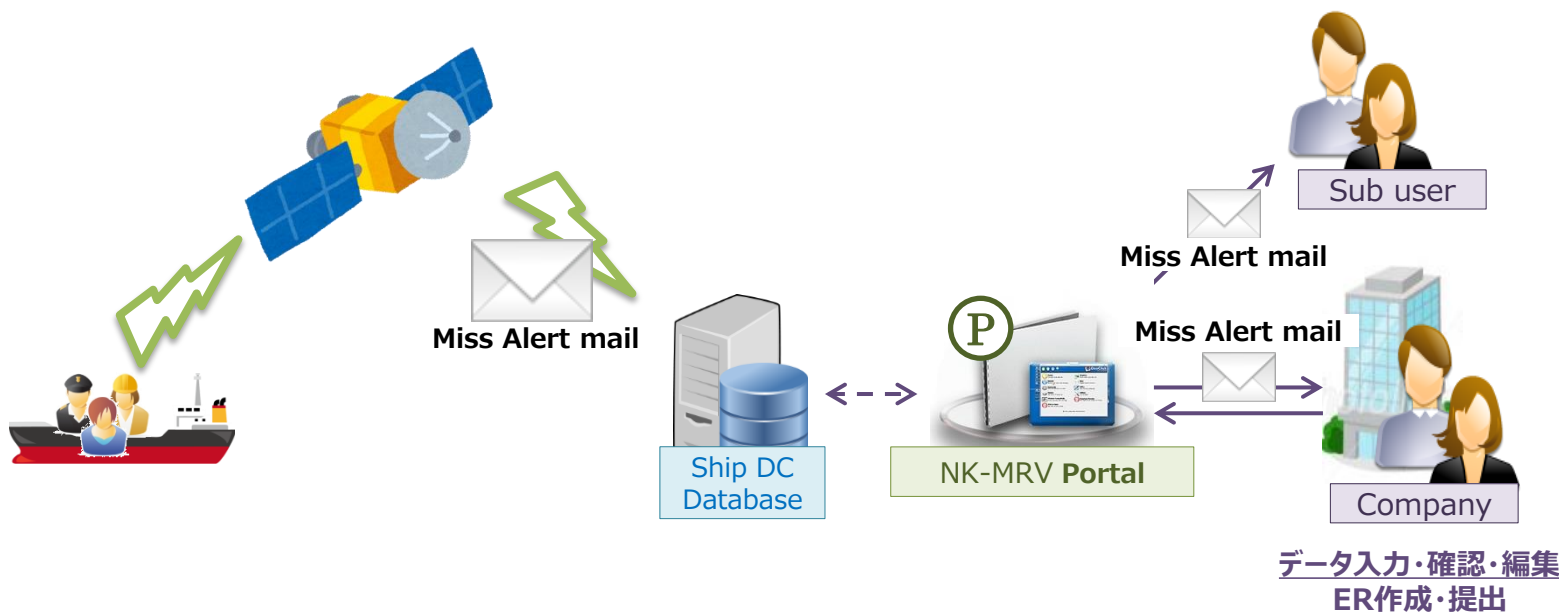 Sub user
Miss Alert mail
Miss Alert mail
Miss Alert mail
P
Ship DC
Database
NK-MRV Portal
Company
データ入力・確認・編集
ER作成・提出